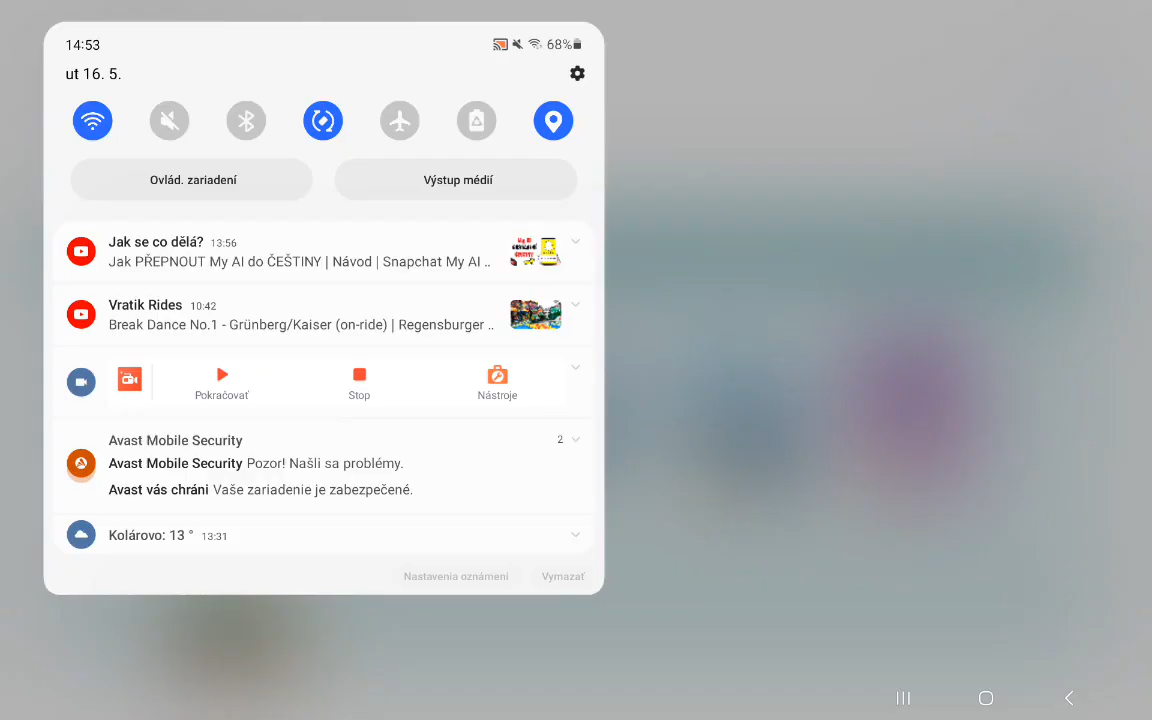 14:53
68%
ut 16. 5.
Ovlád. zariadení
Výstup médií
Jak se co dělá? 13:56
Jak PŘEPNOUT My AI do ČEŠTINY | Návod | Snapchat My AI ..
Vratik Rides 10:42
Break Dance No.1 - Grünberg/Kaiser (on-ride) | Regensburger ..
Pokračovať
Stop
Nástroje
Avast Mobile Security 2
Avast Mobile Security Pozor! Našli sa problémy.
Avast vás chráni Vaše zariadenie je zabezpečené.
Kolárovo: 13 ° 13:31
Nastavenia oznámení
Vymazať